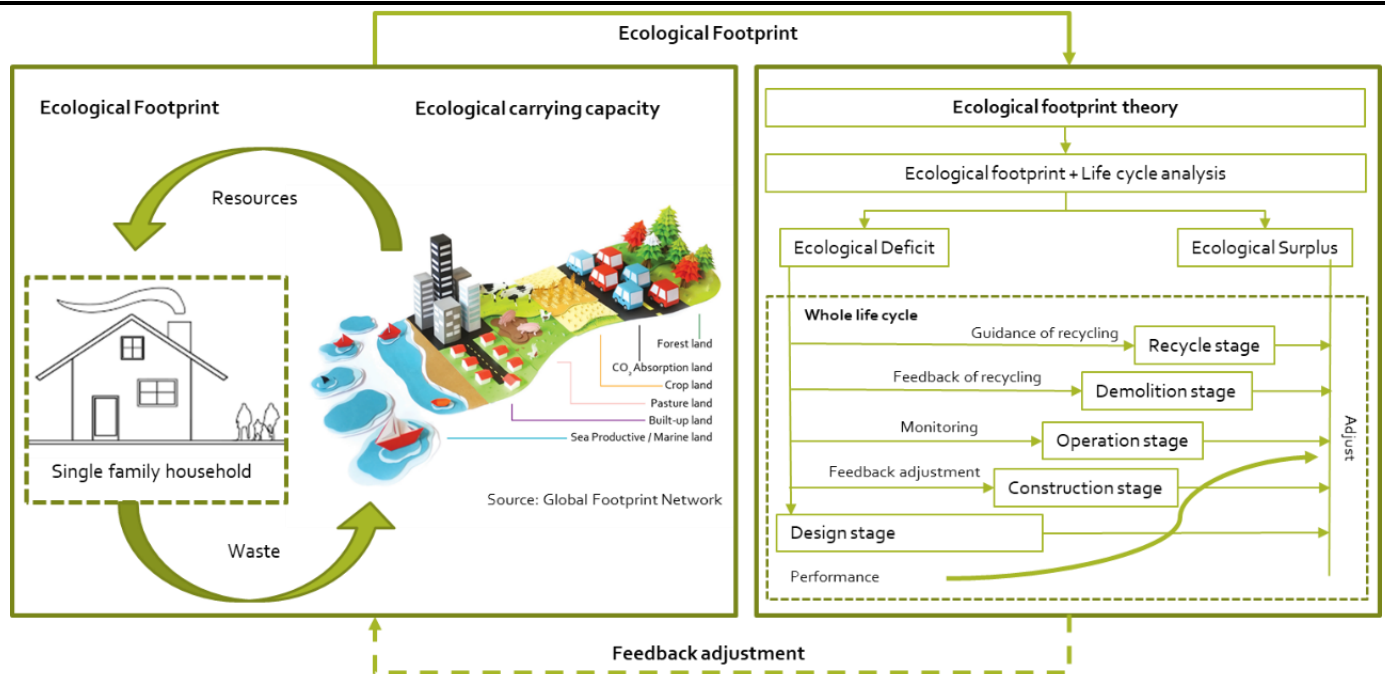 Ecological Footprint
Ecological Footprint
Ecological carrying capacity
Resources
Single family household
Waste
Forest land
CO₂ Absorption land
Crop land
Pasture land
Built-up land
Sea Productive / Marine land
Source: Global Footprint Network
Ecological footprint theory
Ecological footprint + Life cycle analysis
Ecological Deficit
Ecological Surplus
Whole life cycle
Guidance of recycling
Recycle stage
Feedback of recycling
Demolition stage
Monitoring
Operation stage
Feedback adjustment
Construction stage
Design stage
Performance
Adjust
Feedback adjustment